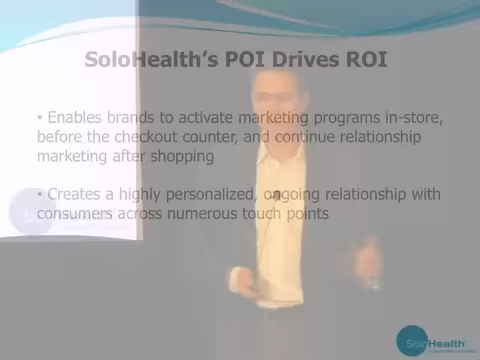 SoloHealth's POI Drives ROI
• Enables brands to activate marketing programs in-store,
before the checkout counter, and continue relationship
marketing after shopping
• Creates a highly personalized, ongoing relationship with
consumers across numerous touch points
SoloHealth